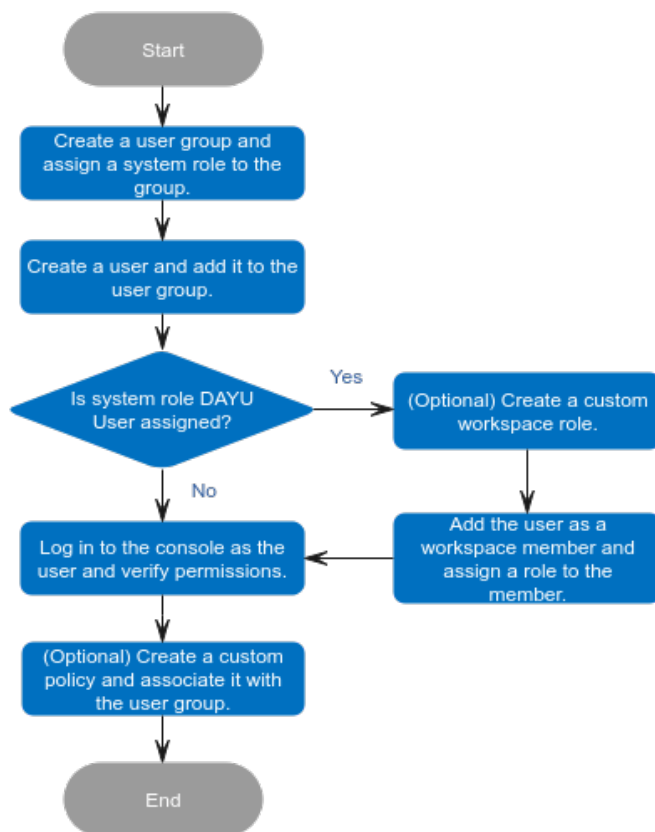 Start
Create a user group and
assign a system role to the
group.
Create a user and add it to the
user group.
Is system role DAYU
User assigned?
Yes
(Optional) Create a custom
workspace role.
No
Add the user as a
workspace member and
assign a role to the
member.
Log in to the console as the
user and verify permissions.
(Optional) Create a custom
policy and associate it with
the user group.
End